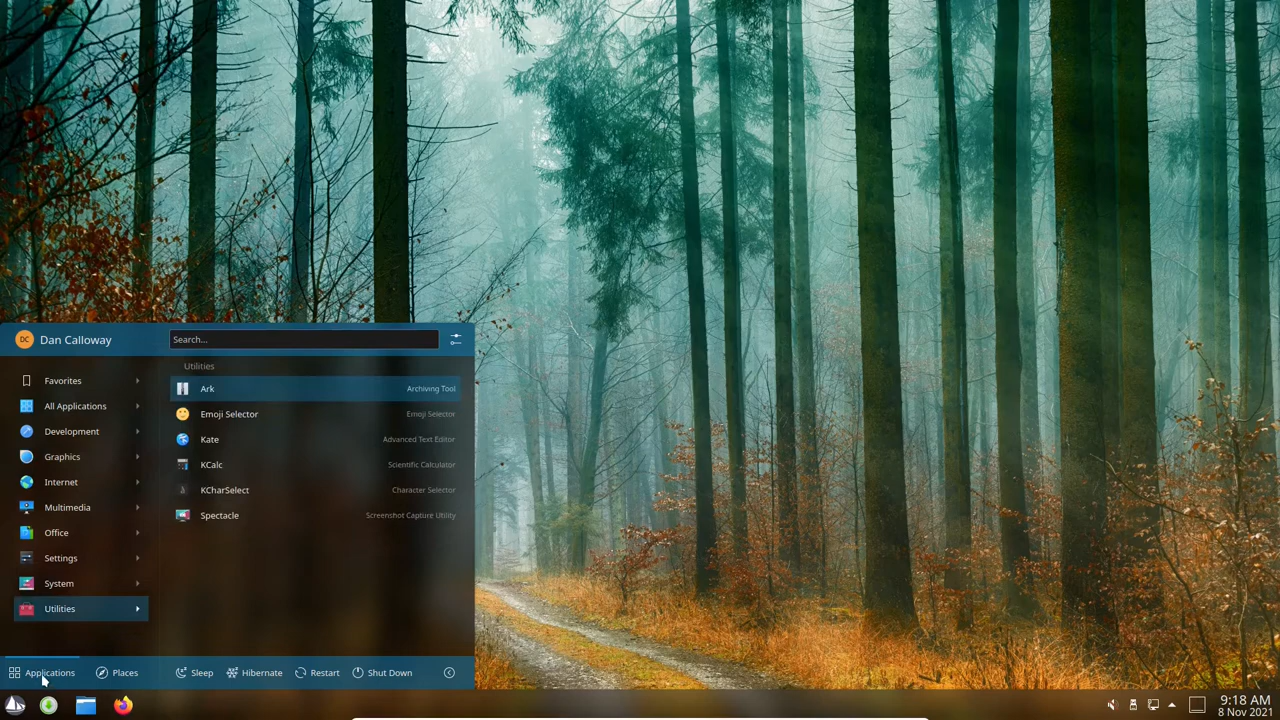 DC Dan Calloway
Search...
Favorites
All Applications
Development
Graphics
Internet
Multimedia
Office
Settings
System
Utilities
Utilities
Ark Archiving Tool
Emoji Selector Emoji Selector
Kate Advanced Text Editor
KCalc Scientific Calculator
KCharSelect Character Selector
Spectacle Screenshot Capture Utility
Applications Places Sleep Hibernate Restart Shut Down
9:18 AM
8 Nov 2021